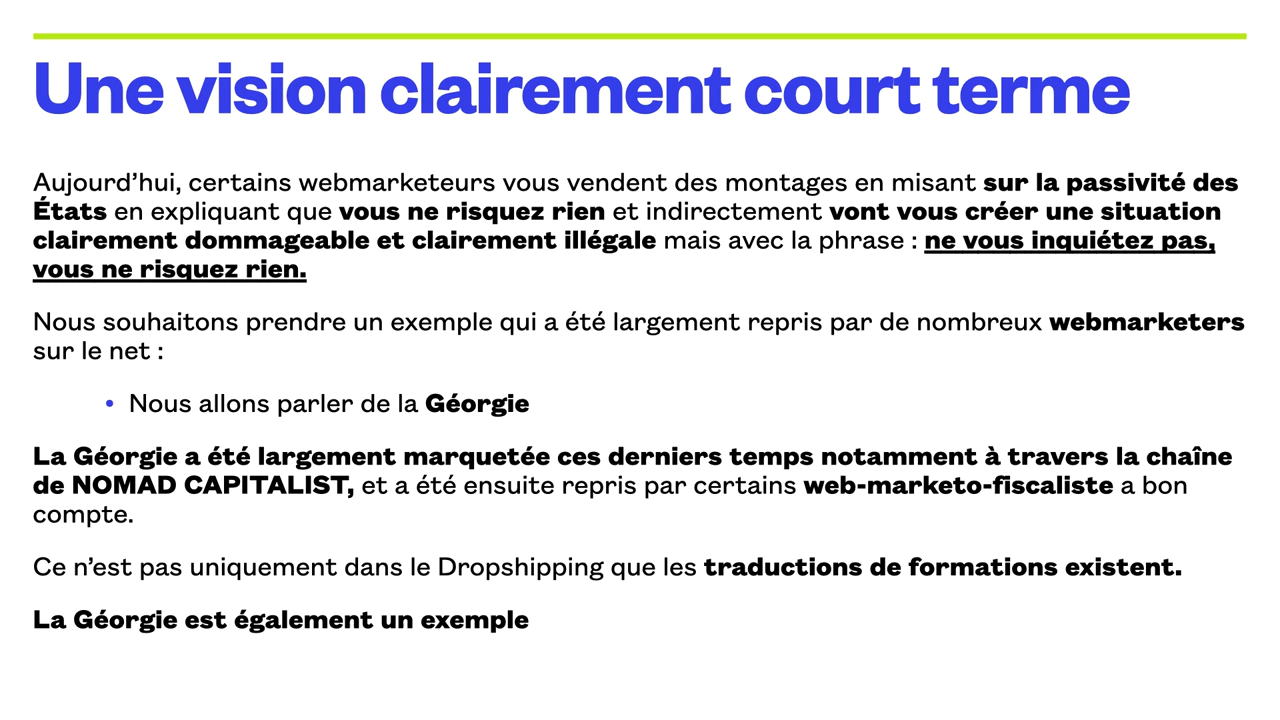 Une vision clairement court terme
Aujourd’hui, certains webmarketeurs vous vendent des montages en misant sur la passivité des
États en expliquant que vous ne risquez rien et indirectement vont vous créer une situation
clairement dommageable et clairement illégale mais avec la phrase : ne vous inquiétez pas,
vous ne risquez rien.
Nous souhaitons prendre un exemple qui a été largement repris par de nombreux webmarketers
sur le net :
• Nous allons parler de la Géorgie
La Géorgie a été largement marquetée ces derniers temps notamment à travers la chaîne
de NOMAD CAPITALIST, et a été ensuite repris par certains web-marketo-fiscaliste a bon
compte.
Ce n’est pas uniquement dans le Dropshipping que les traductions de formations existent.
La Géorgie est également un exemple